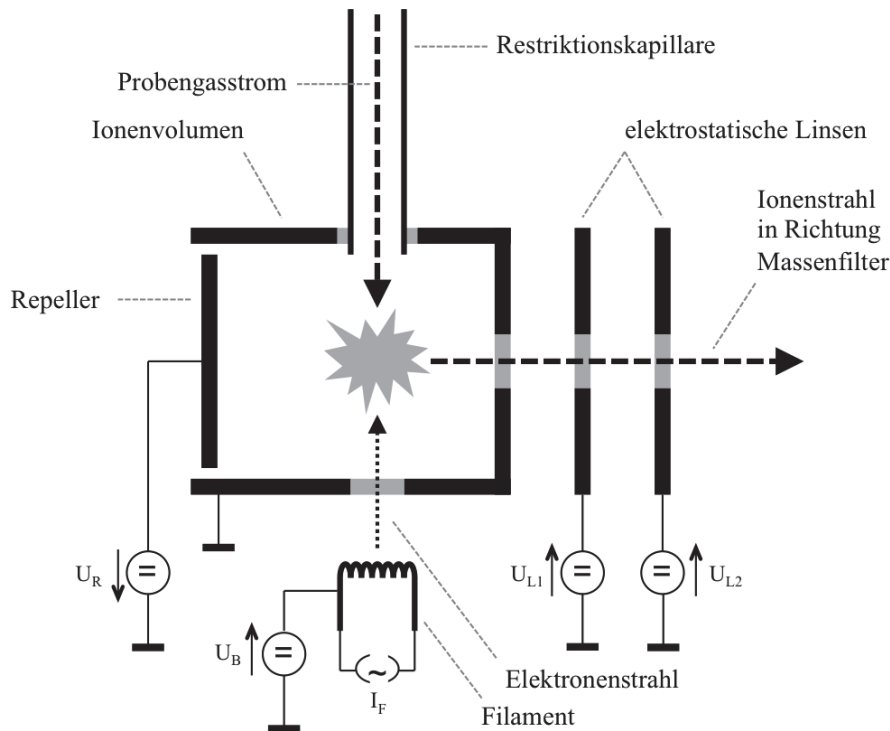 Restriktionskapillare
Probengasstrom
Ionenvolumen
elektrostatische Linsen
Ionenstrahl
in Richtung
Massenfilter
Repeller
U_R
=
U_B
=
~
I_F
U_L1
=
=
U_L2
Elektronenstrahl
Filament